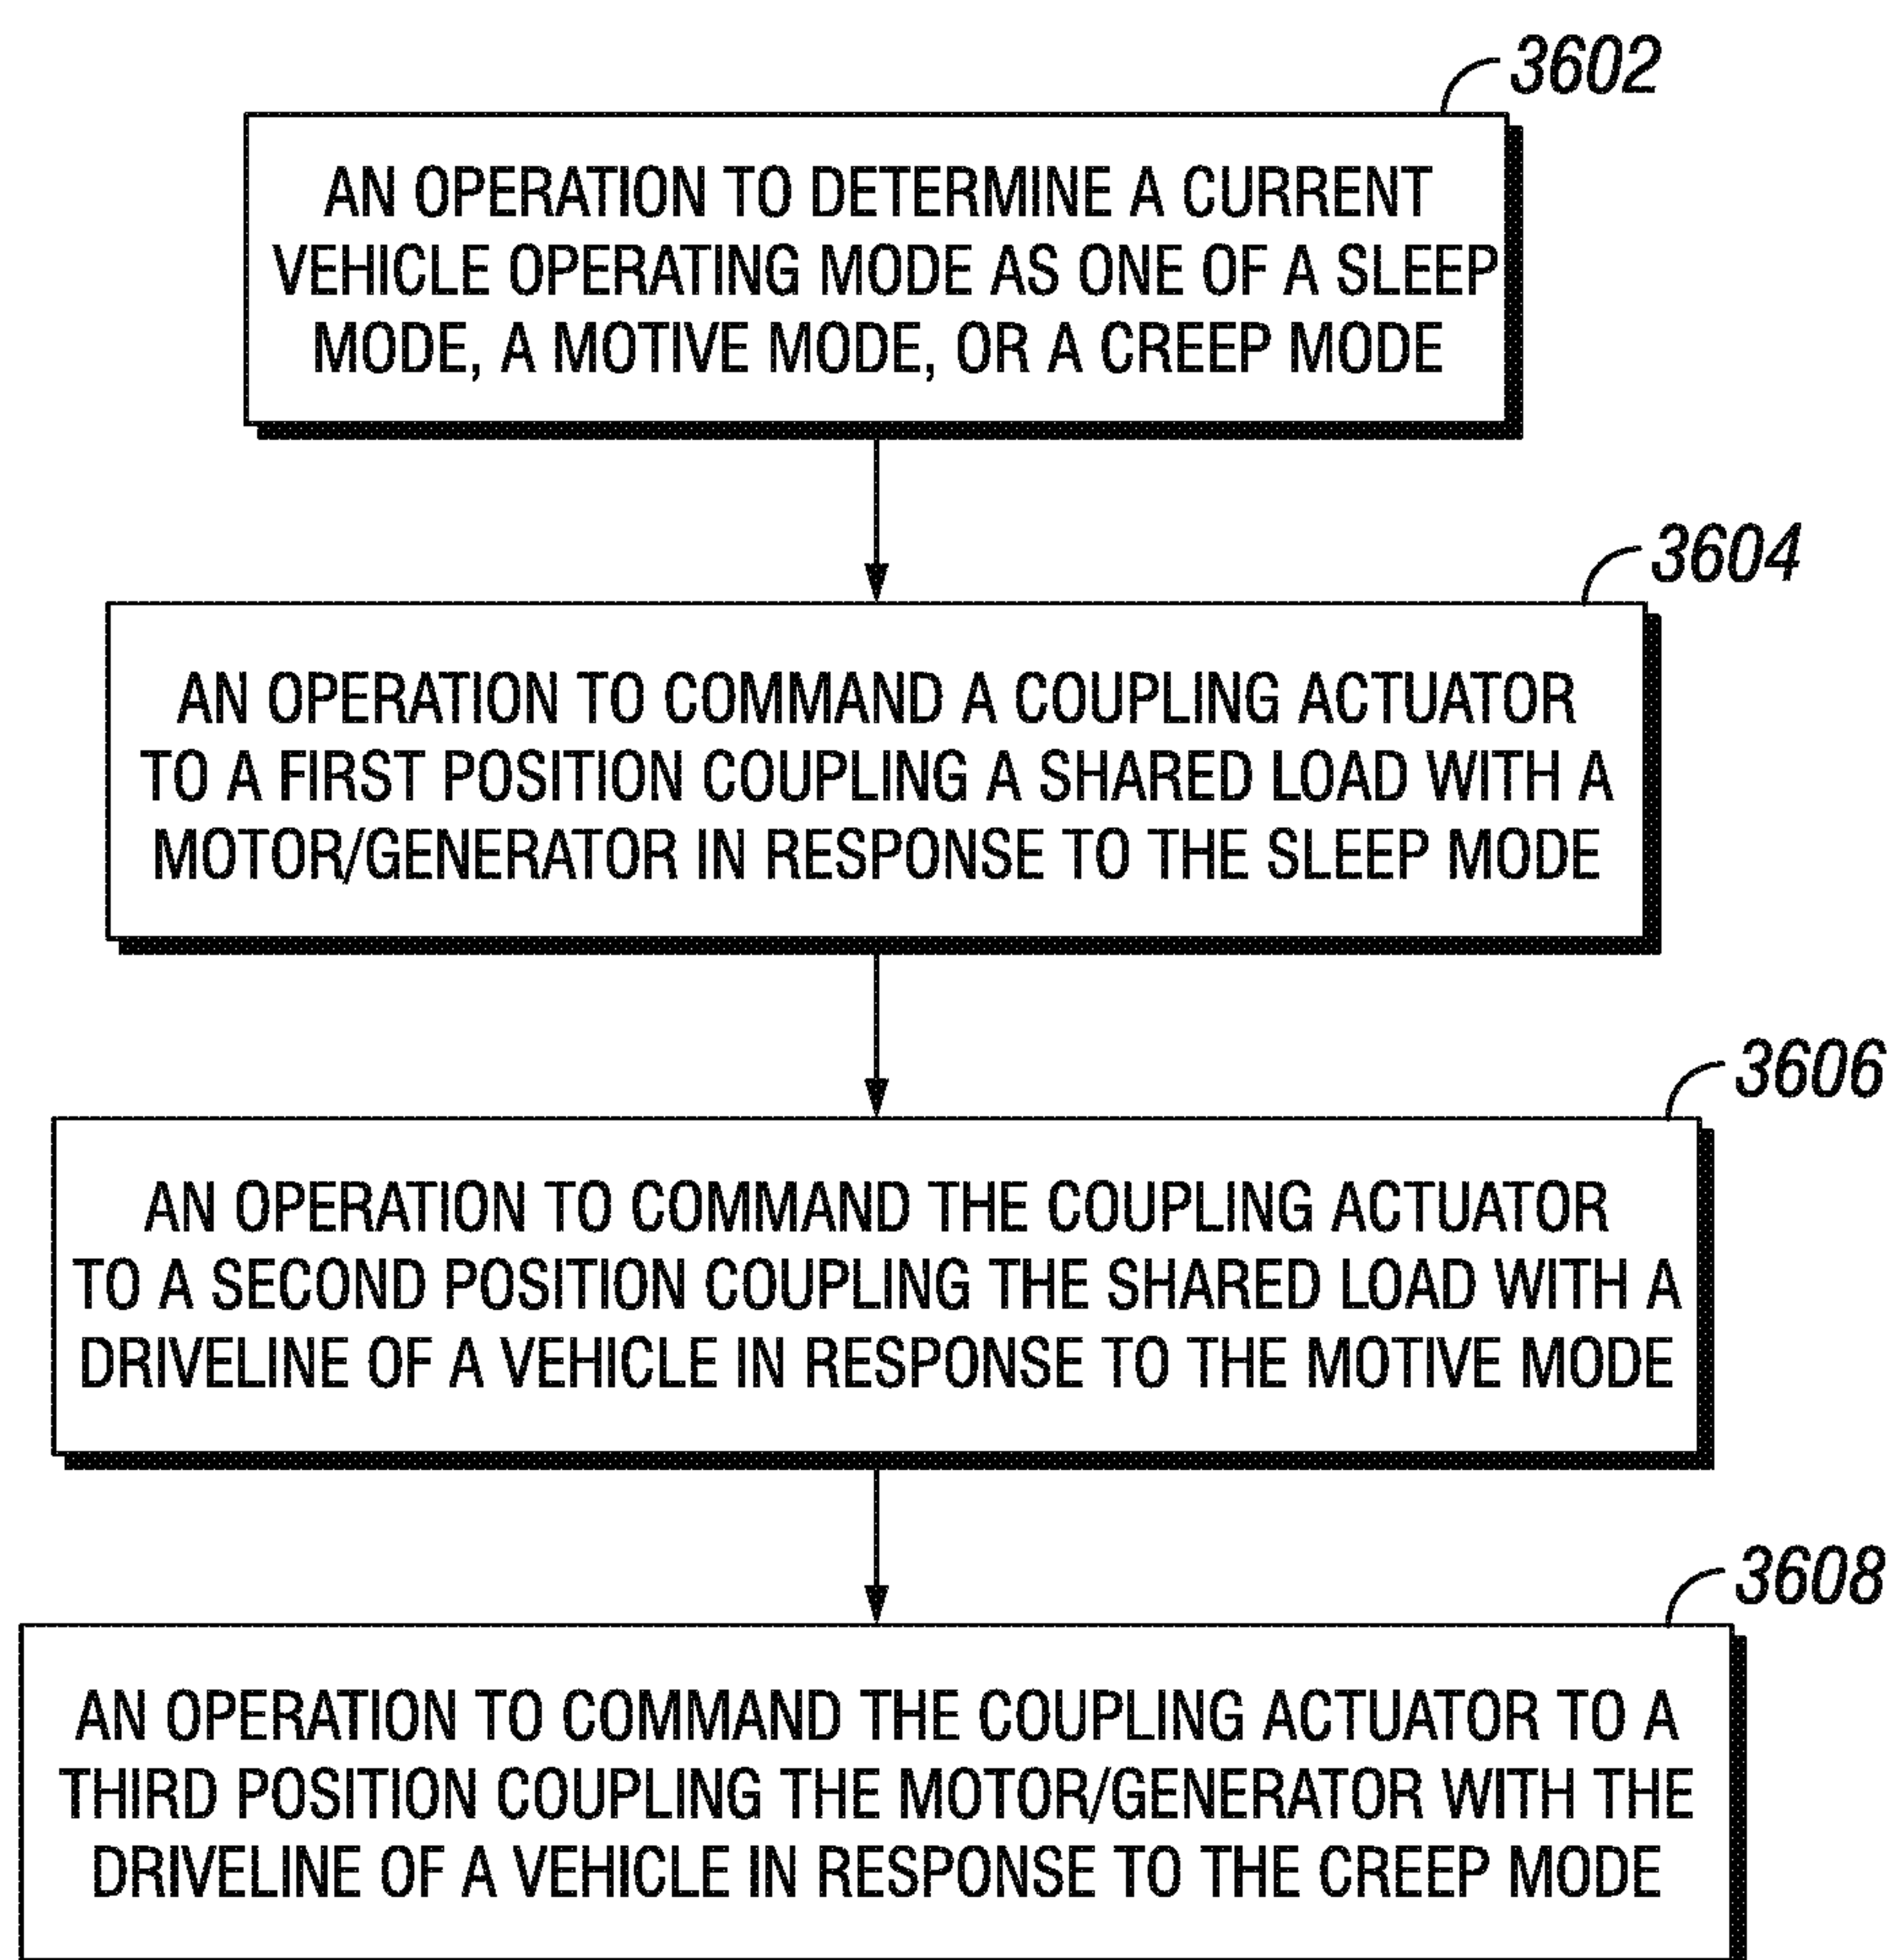 3602
AN OPERATION TO DETERMINE A CURRENT
VEHICLE OPERATING MODE AS ONE OF A SLEEP
MODE, A MOTIVE MODE, OR A CREEP MODE
3604
AN OPERATION TO COMMAND A COUPLING ACTUATOR
TO A FIRST POSITION COUPLING A SHARED LOAD WITH A
MOTOR/GENERATOR IN RESPONSE TO THE SLEEP MODE
3606
AN OPERATION TO COMMAND THE COUPLING ACTUATOR
TO A SECOND POSITION COUPLING THE SHARED LOAD WITH A
DRIVELINE OF A VEHICLE IN RESPONSE TO THE MOTIVE MODE
3608
AN OPERATION TO COMMAND THE COUPLING ACTUATOR TO A
THIRD POSITION COUPLING THE MOTOR/GENERATOR WITH THE
DRIVELINE OF A VEHICLE IN RESPONSE TO THE CREEP MODE